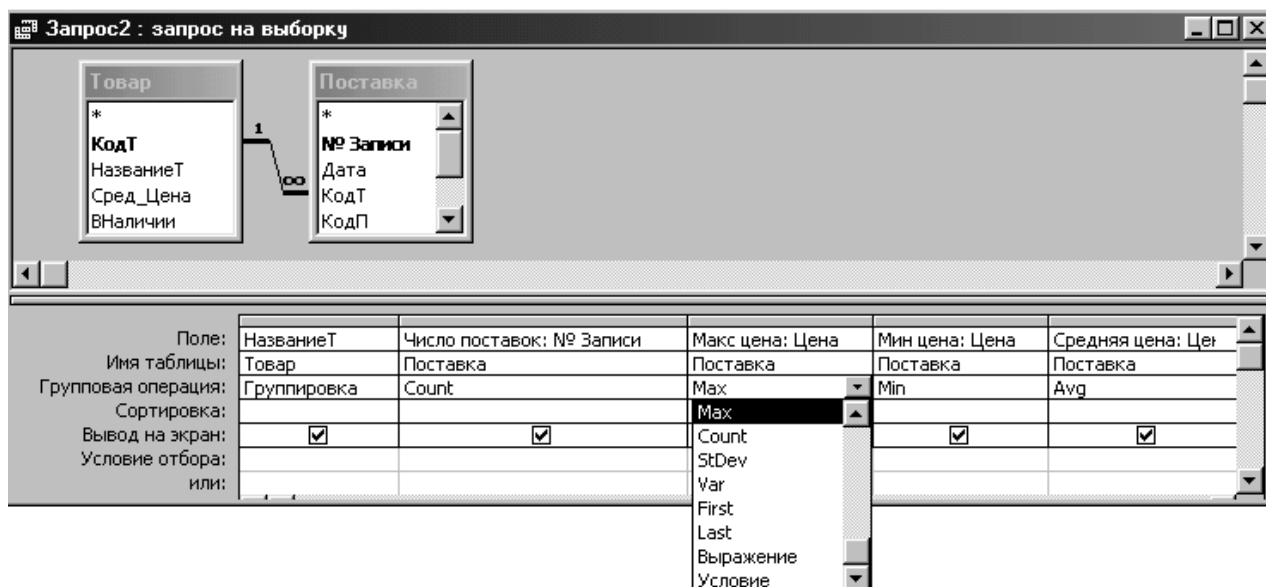 Запрос2 : запрос на выборку
Товар
*
КодТ
НазваниеТ
Сред_Цена
ВНаличии
1
∞
Поставка
*
№ Записи
Дата
КодТ
КодП
Поле: НазваниеТ Число поставок: № Записи Макс цена: Цена Мин цена: Цена Средняя цена: Цен
Имя таблицы: Товар Поставка Поставка Поставка Поставка
Групповая операция: Группировка Count Max Min Avg
Сортировка:
Вывод на экран:
Условие отбора:
или:
Max
Count
StDev
Var
First
Last
Выражение
Условие